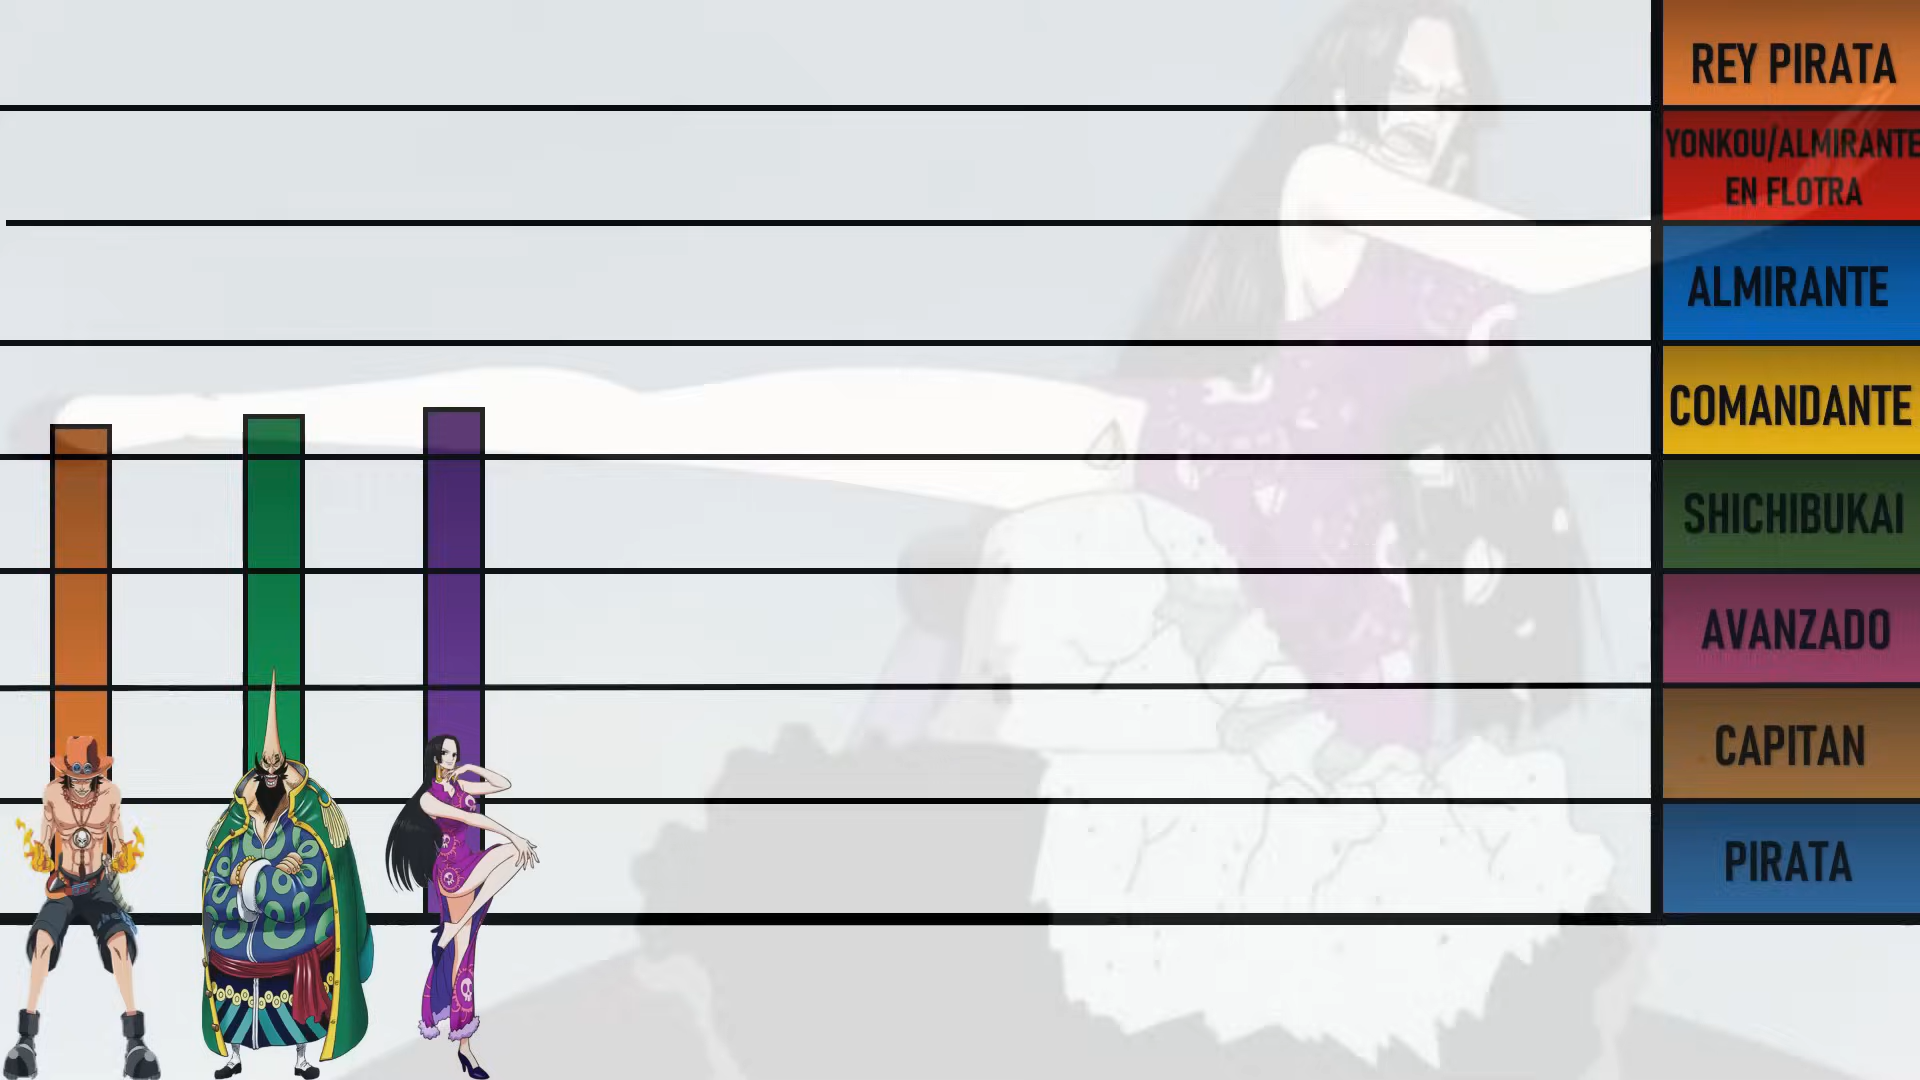 REY PIRATA
YONKOU/ALMIRANTE
EN FLOTRA
ALMIRANTE
COMANDANTE
SHICHIBUKAI
AVANZADO
CAPITAN
PIRATA